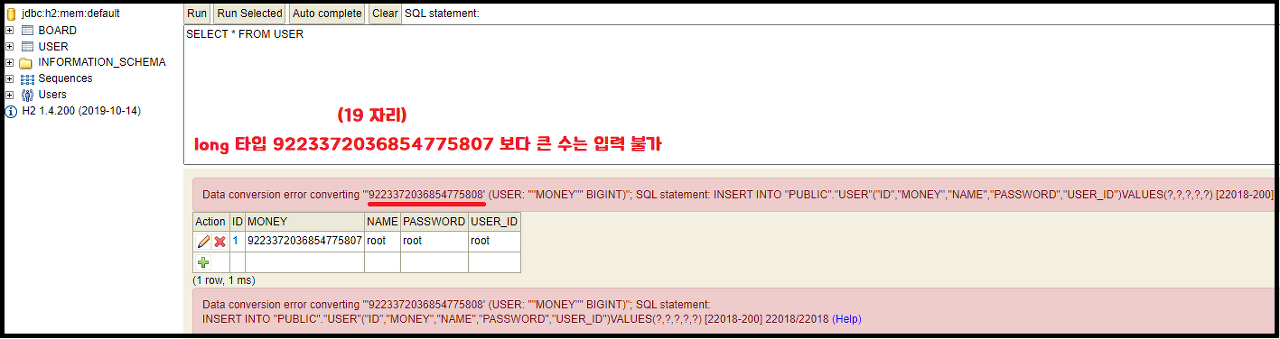 jdbc:h2:mem:default
BOARD
USER
INFORMATION_SCHEMA
Sequences
Users
H2 1.4.200 (2019-10-14)
Run Run Selected Auto complete Clear SQL statement:
SELECT * FROM USER
(19 자리)
long 타입 9223372036854775807 보다 큰 수는 입력 불가
Data conversion error converting "'9223372036854775808' (USER: ""MONEY"" BIGINT)"; SQL statement: INSERT INTO "PUBLIC"."USER"("ID","MONEY","NAME","PASSWORD","USER_ID")VALUES(?,?,?,?,?) [22018-200]
Action ID MONEY NAME PASSWORD USER_ID
1 9223372036854775807 root root root
(1 row, 1 ms)
Data conversion error converting "'9223372036854775808' (USER: ""MONEY"" BIGINT)"; SQL statement:
INSERT INTO "PUBLIC"."USER"("ID","MONEY","NAME","PASSWORD","USER_ID")VALUES(?,?,?,?,?) [22018-200] 22018/22018 (Help)